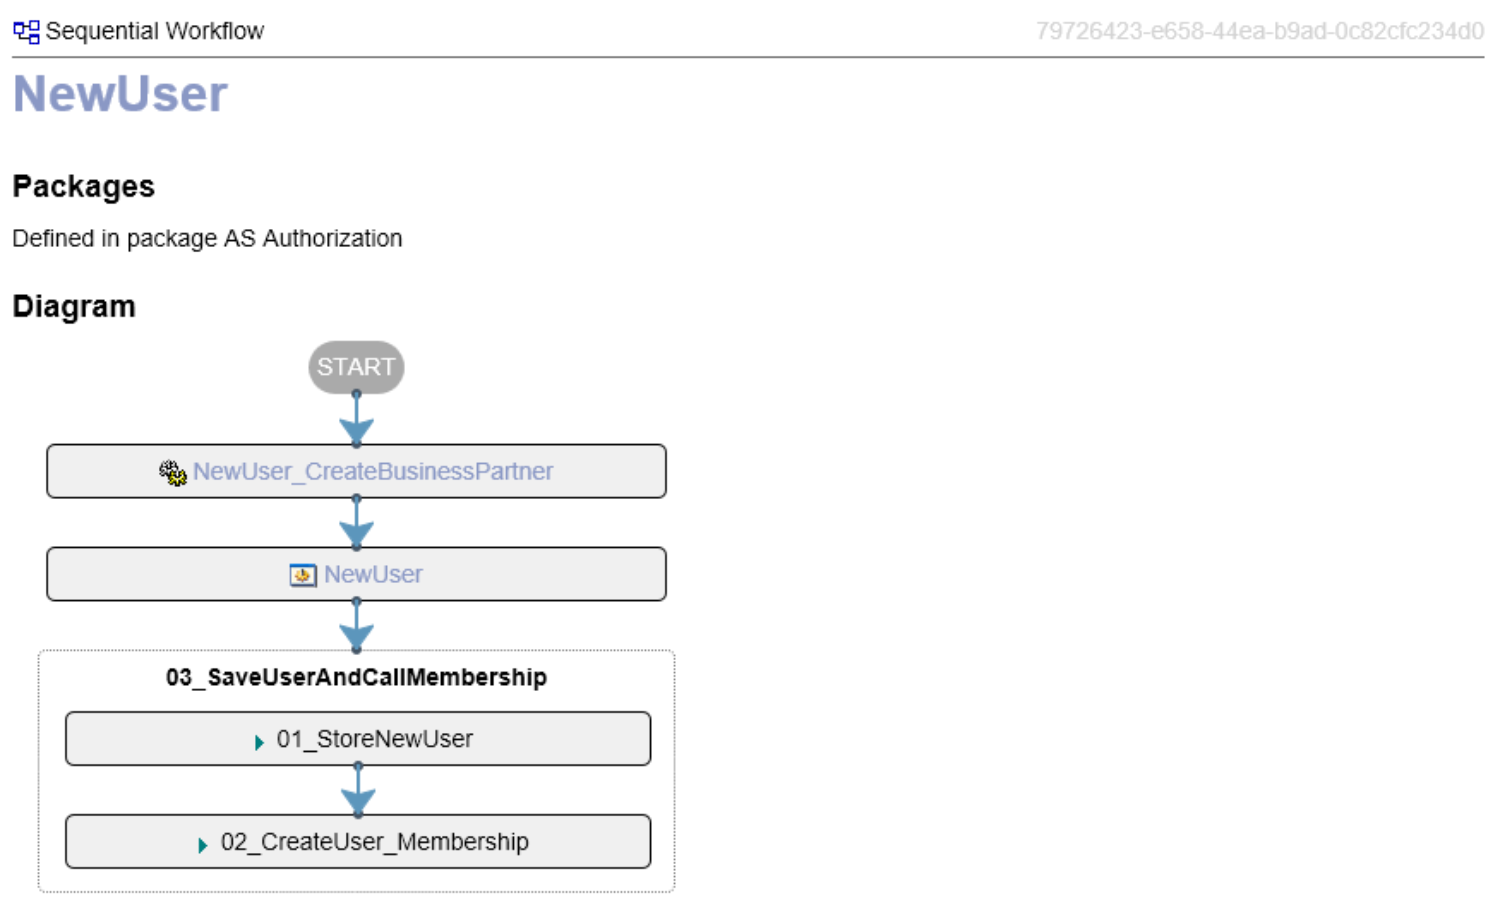 Sequential Workflow
79726423-e658-44ea-b9ad-0c82cfc234d0
NewUser
Packages
Defined in package AS Authorization
Diagram
START
NewUser_CreateBusinessPartner
NewUser
03_SaveUserAndCallMembership
01_StoreNewUser
02_CreateUser_Membership